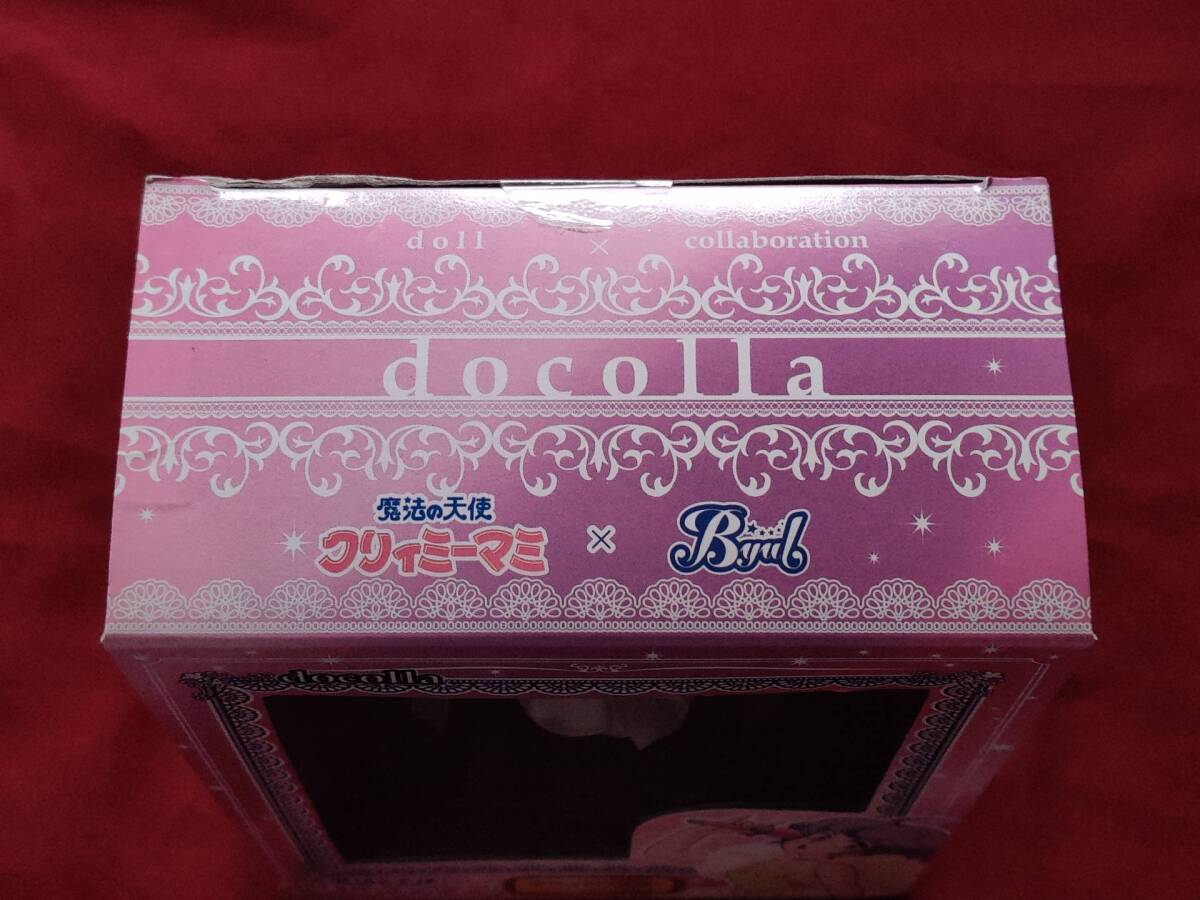 doll × collaboration
docolla
魔法の天使
クリィミーマミ × Byul
docolla